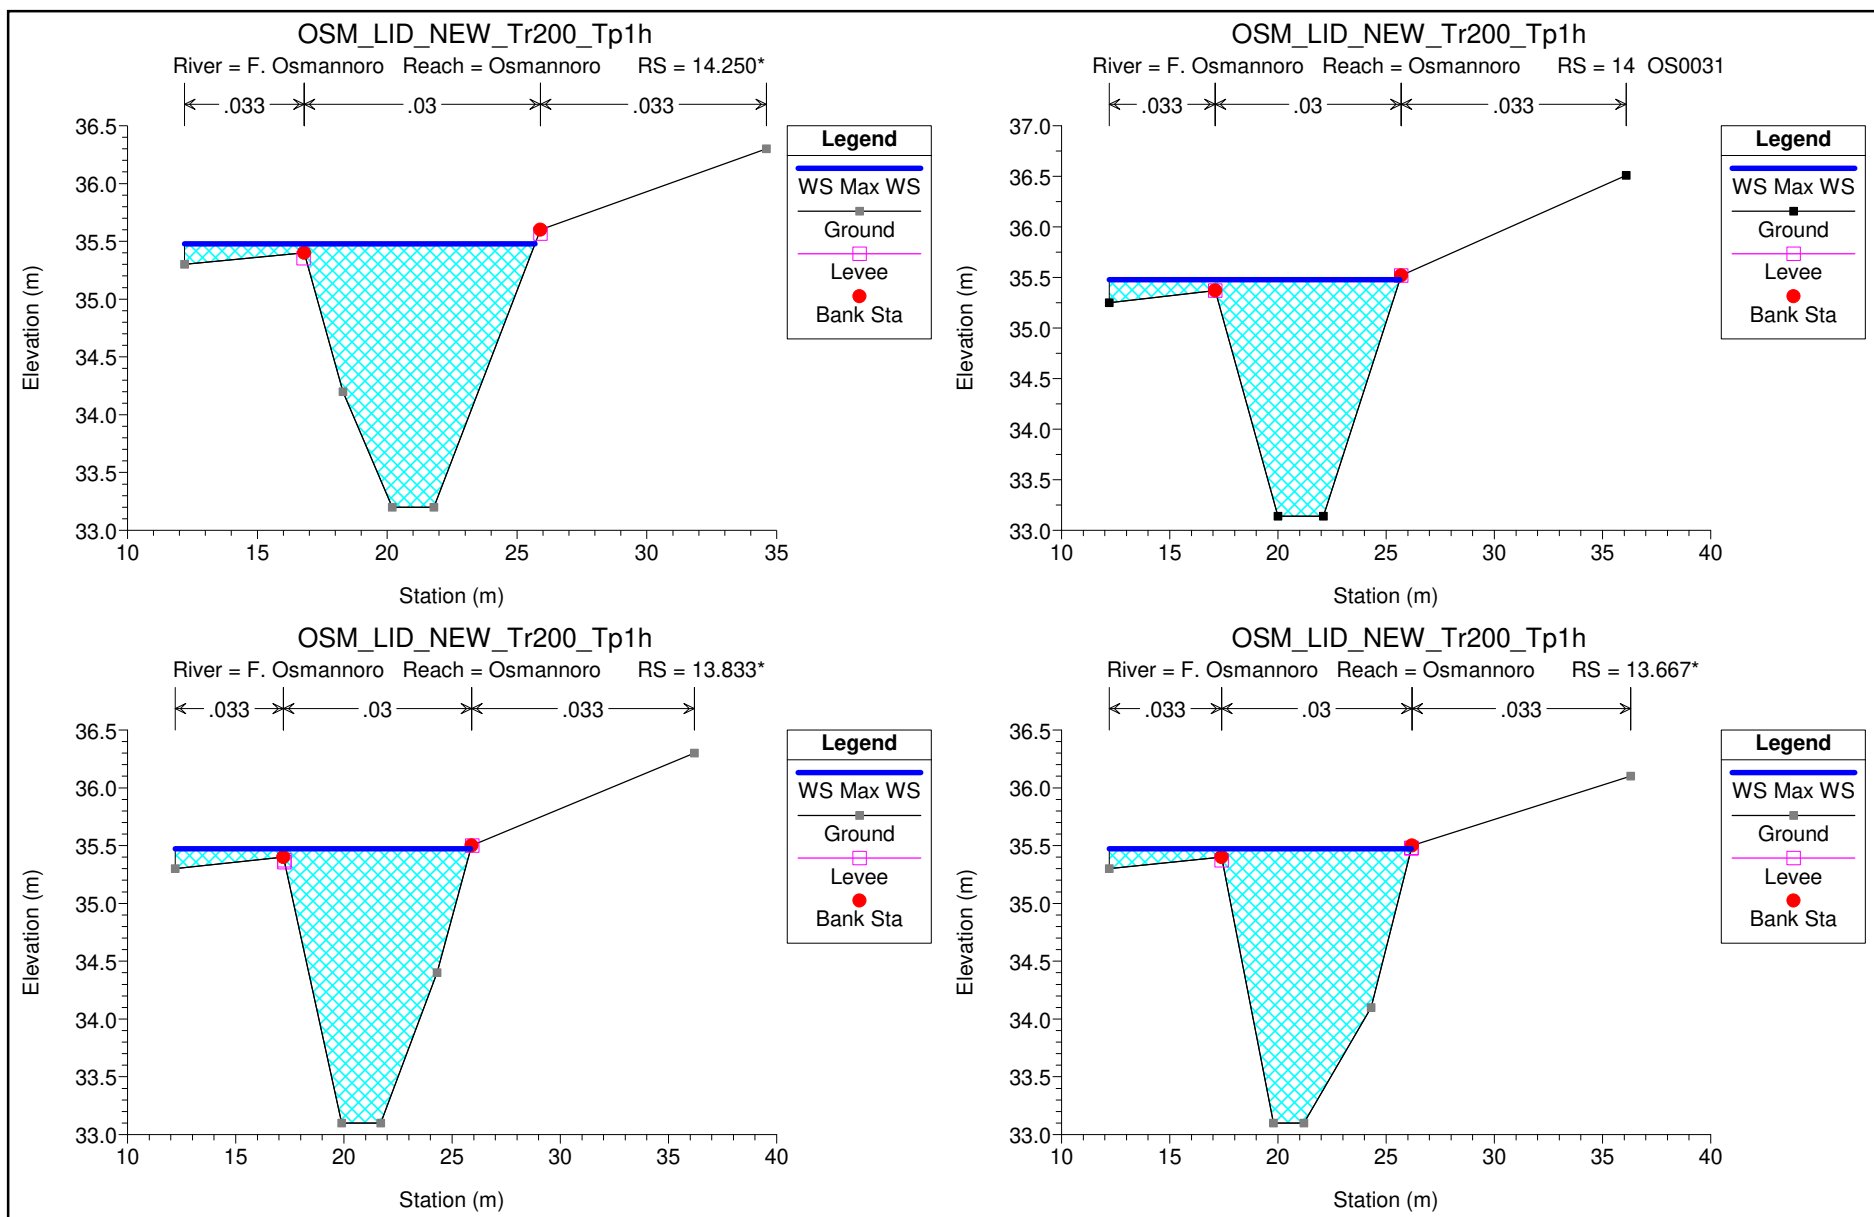 OSM_LID_NEW_Tr200_Tp1h
River = F. Osmannoro Reach = Osmannoro RS = 14.250*
.033 .03 .033
36.5
36.0
35.5
35.0
34.5
34.0
33.5
33.0
Elevation (m)
10 15 20 25 30 35
Station (m)
Legend
WS Max WS
Ground
Levee
Bank Sta
OSM_LID_NEW_Tr200_Tp1h
River = F. Osmannoro Reach = Osmannoro RS = 14 OS0031
.033 .03 .033
37.0
36.5
36.0
35.5
35.0
34.5
34.0
33.5
33.0
Elevation (m)
10 15 20 25 30 35 40
Station (m)
Legend
WS Max WS
Ground
Levee
Bank Sta
OSM_LID_NEW_Tr200_Tp1h
River = F. Osmannoro Reach = Osmannoro RS = 13.833*
.033 .03 .033
36.5
36.0
35.5
35.0
34.5
34.0
33.5
33.0
Elevation (m)
10 15 20 25 30 35 40
Station (m)
Legend
WS Max WS
Ground
Levee
Bank Sta
OSM_LID_NEW_Tr200_Tp1h
River = F. Osmannoro Reach = Osmannoro RS = 13.667*
.033 .03 .033
36.5
36.0
35.5
35.0
34.5
34.0
33.5
33.0
Elevation (m)
10 15 20 25 30 35 40
Station (m)
Legend
WS Max WS
Ground
Levee
Bank Sta